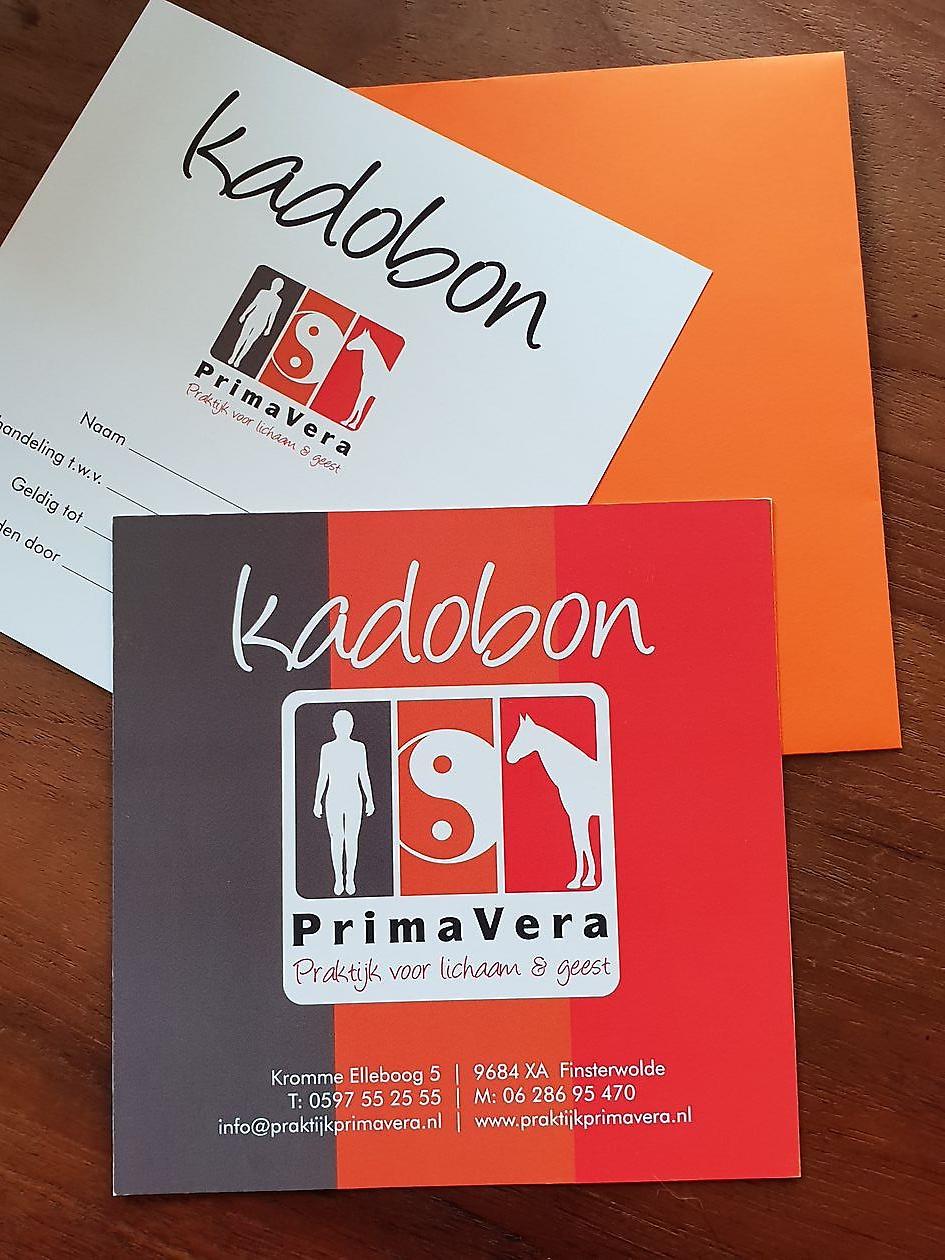 kadobon
PrimaVera
Praktijk voor lichaam & geest
Naam
t.w.v.
Geldig tot
door
kadobon
PrimaVera
Praktijk voor lichaam & geest
Kromme Elleboog 5 | 9684 XA Finsterwolde
T: 0597 55 25 55 | M: 06 286 95 470
info@praktijkprimavera.nl | www.praktijkprimavera.nl